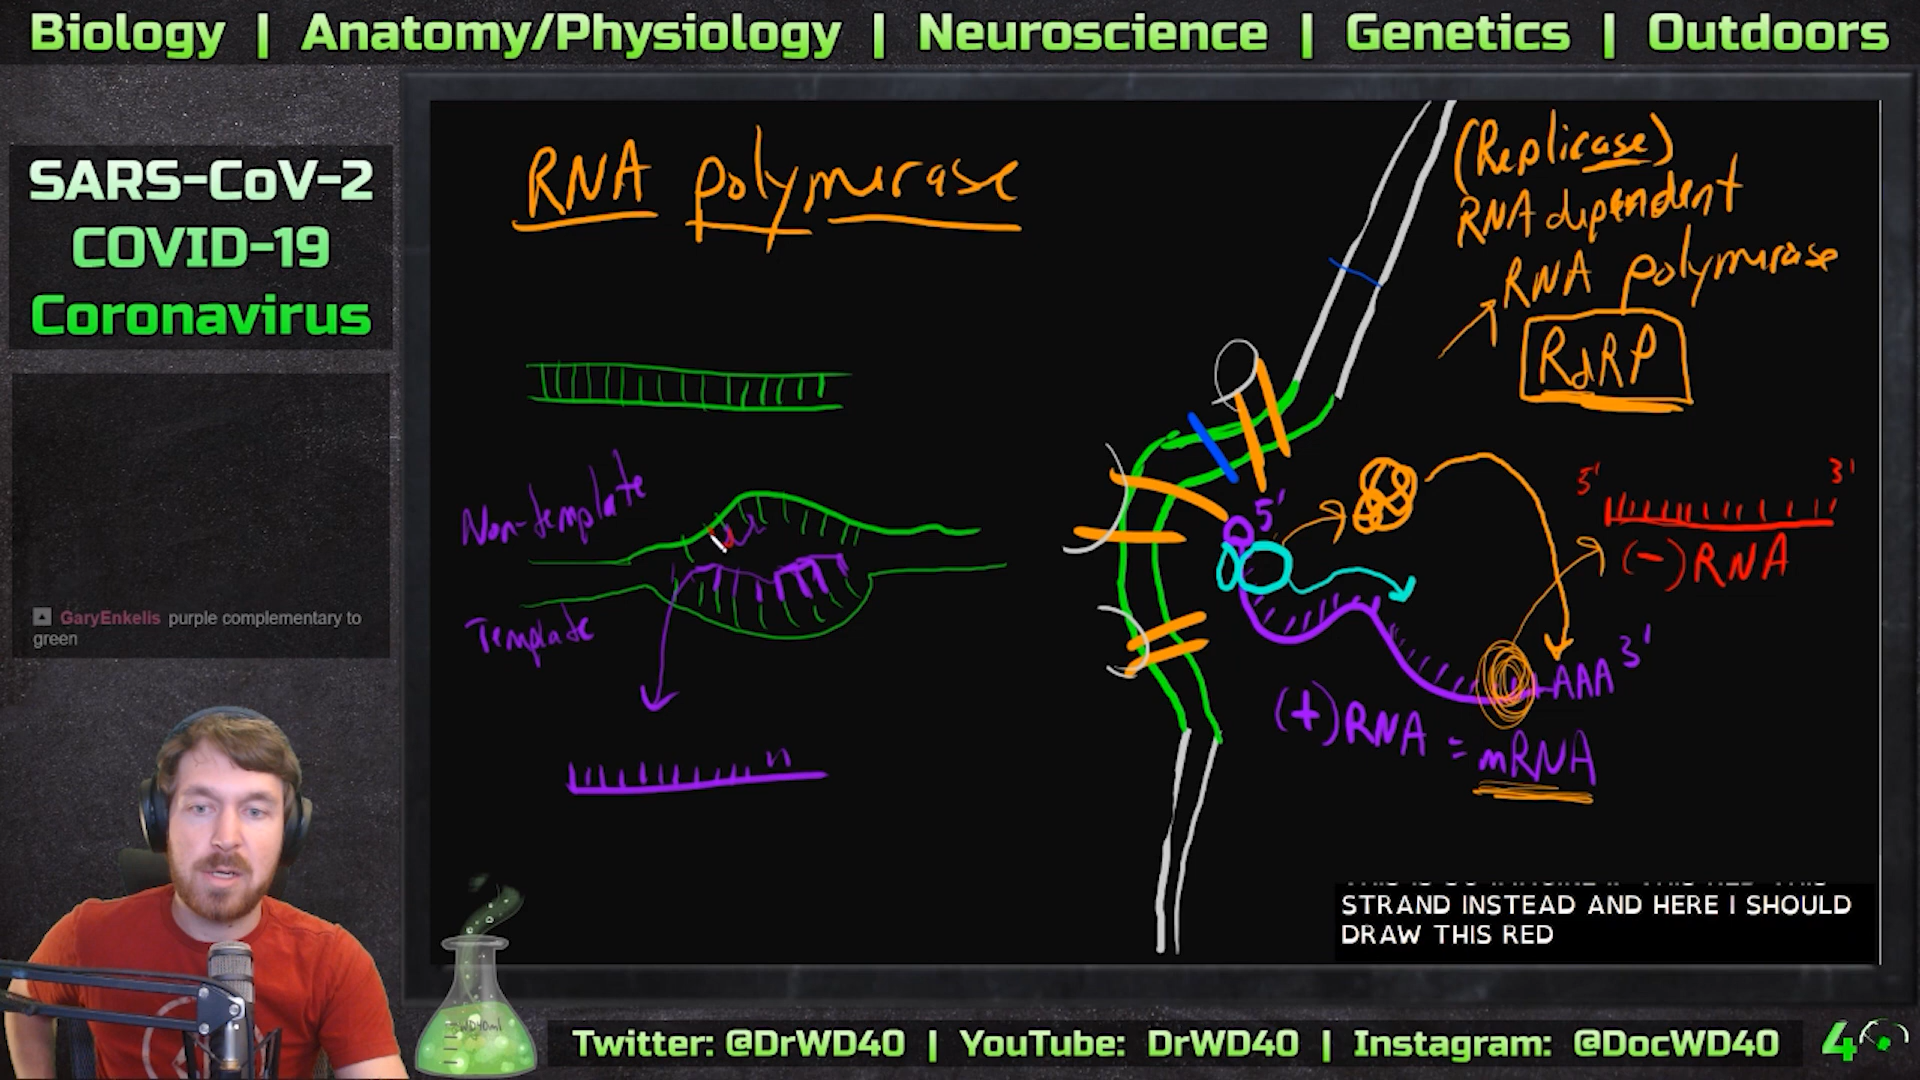 Biology | Anatomy/Physiology | Neuroscience | Genetics | Outdoors
SARS-CoV-2
COVID-19
Coronavirus
GaryEnkelis purple complementary to
green
RNA polymerase
(Replicase)
RNA dependent
RNA polymerase
RdRP
Non-template
Template
5'
5' 3'
(-)RNA
AAA 3'
(+)RNA = mRNA
STRAND INSTEAD AND HERE I SHOULD
DRAW THIS RED
Twitter: @DrWD40 | YouTube: DrWD40 | Instagram: @DocWD40
4